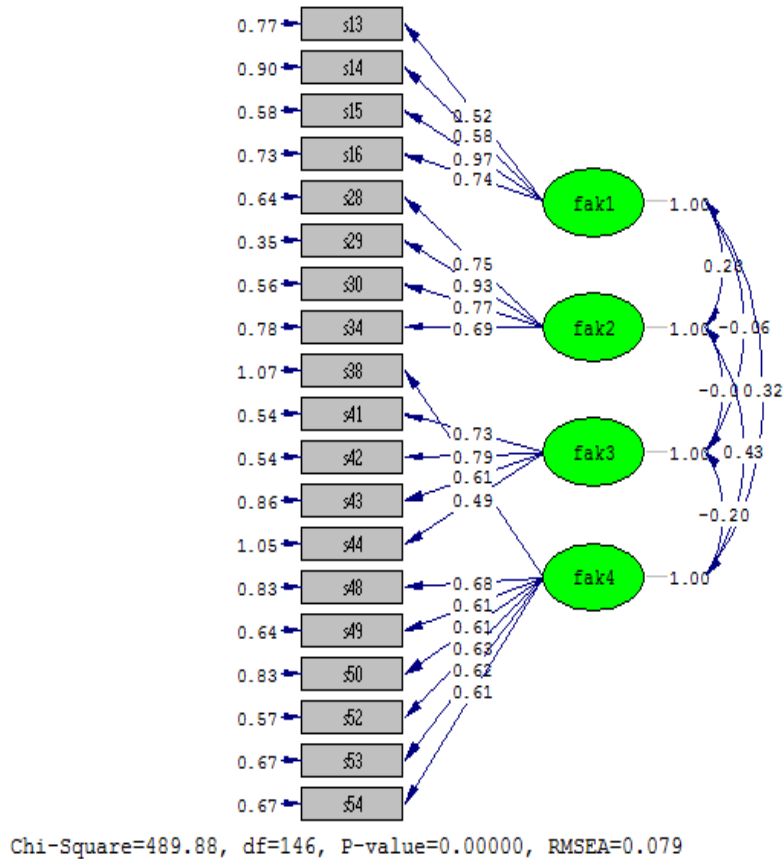 0.77 s13
0.90 s14
0.58 s15
0.73 s16
0.64 s28
0.35 s29
0.56 s30
0.78 s34
1.07 s38
0.54 s41
0.54 s42
0.86 s43
1.05 s44
0.83 s48
0.64 s49
0.83 s50
0.57 s52
0.67 s53
0.67 s54
0.52
0.58
0.97
0.74
0.75
0.93
0.77
0.69
0.73
0.79
0.61
0.49
0.68
0.61
0.61
0.63
0.62
0.61
fak1 1.00
fak2 1.00
fak3 1.00
fak4 1.00
0.23
-0.06
0.32
0.43
-0.20
Chi-Square=489.88, df=146, P-value=0.00000, RMSEA=0.079